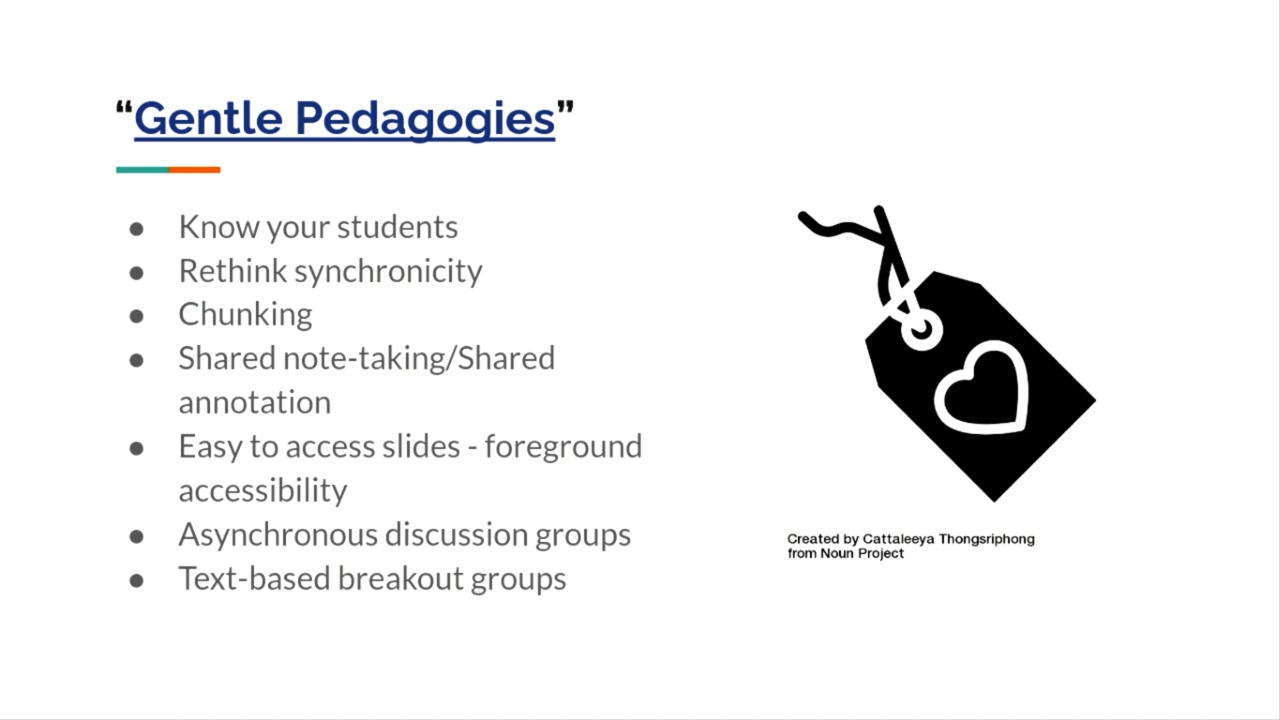 “Gentle Pedagogies”
● Know your students
● Rethink synchronicity
● Chunking
● Shared note-taking/Shared
annotation
● Easy to access slides - foreground
accessibility
● Asynchronous discussion groups
● Text-based breakout groups
Created by Cattaleeya Thongsriphong
from Noun Project